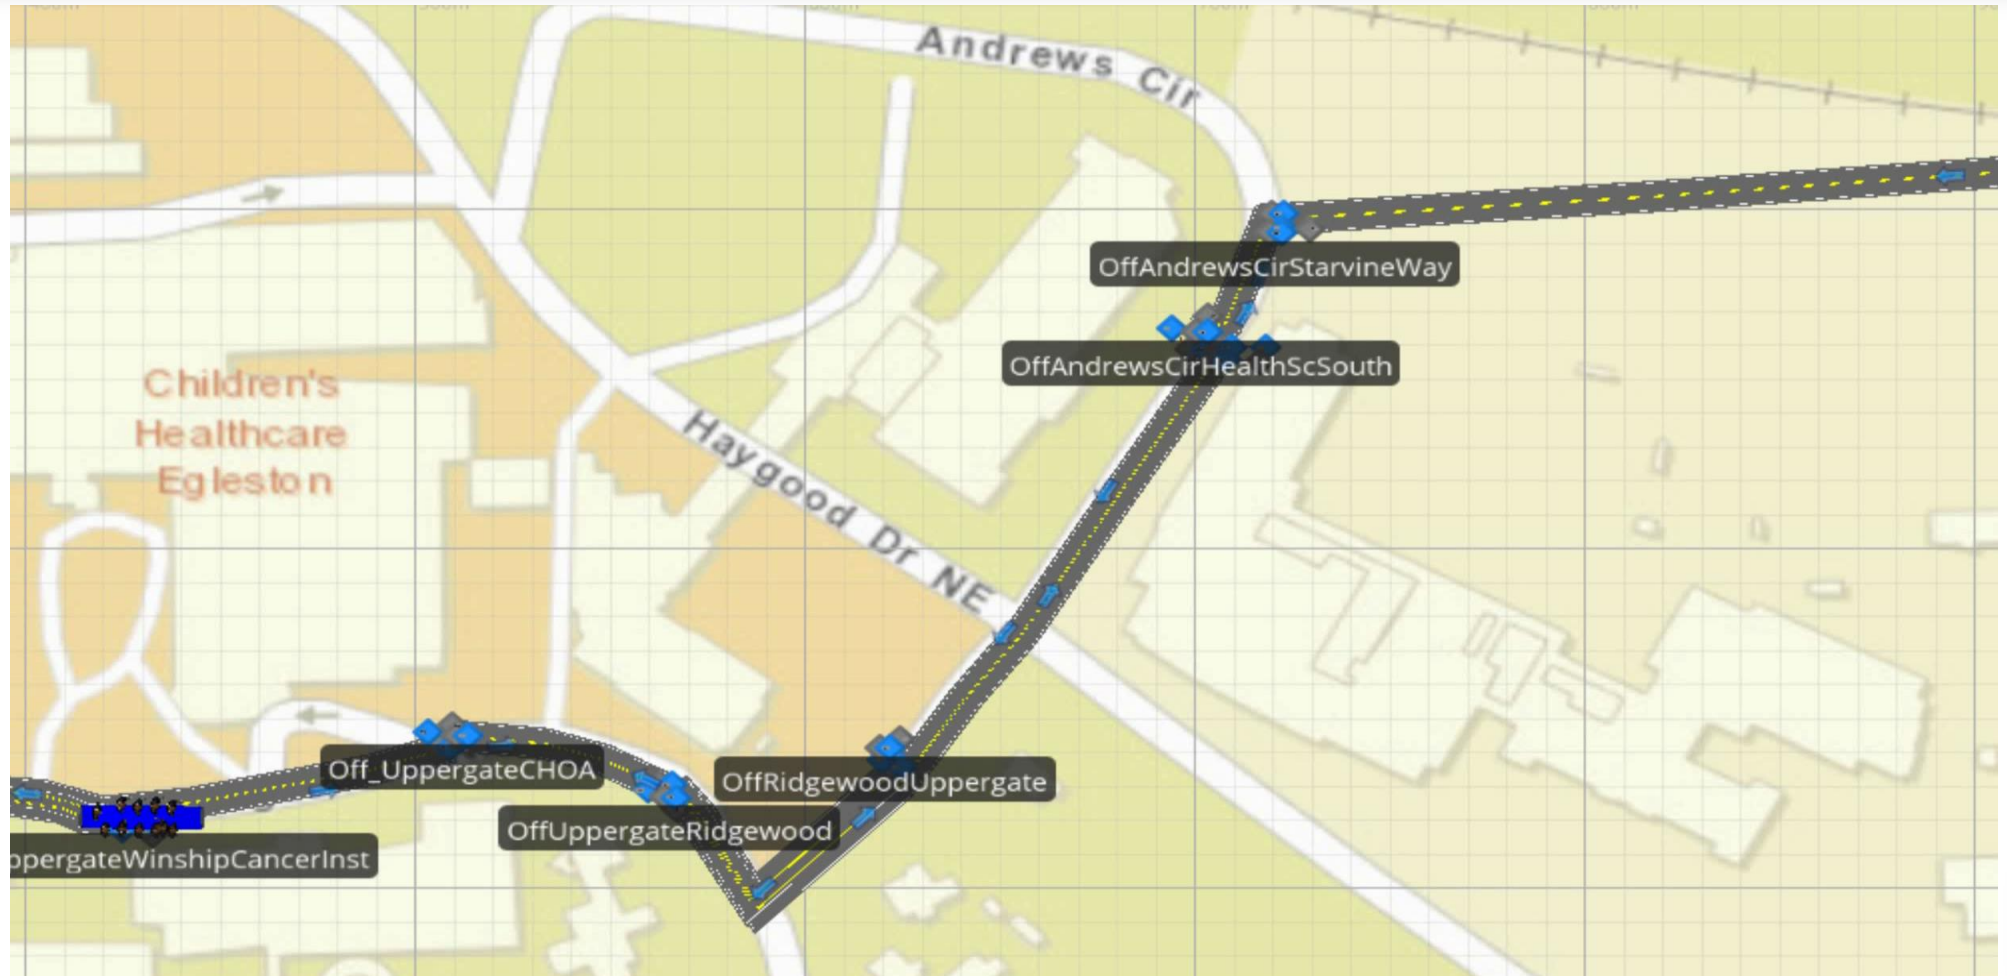 Andrews Cir
OffAndrewsCirStarvineWay
OffAndrewsCirHealthScSouth
Children's
Healthcare
Egleston
Haygood Dr NE
Off_UppergateCHOA
OffRidgewoodUppergate
OffUppergateRidgewood
ppergateWinshipCancerInst